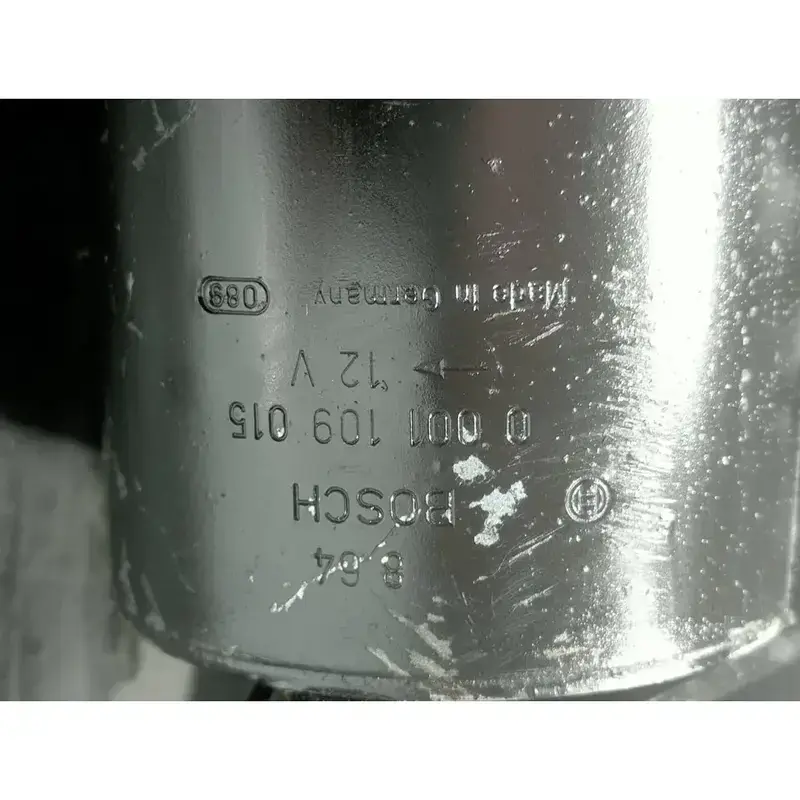 8 64
BOSCH
0 001 109 015
→ 12 V
Made in Germany 089